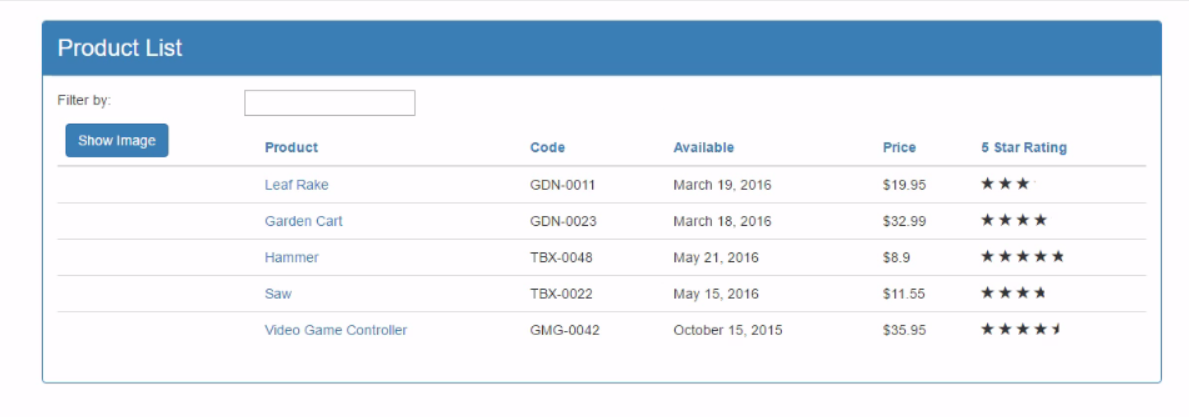 Product List
Filter by:
Show Image Product Code Available Price 5 Star Rating
Leaf Rake GDN-0011 March 19, 2016 $19.95
Garden Cart GDN-0023 March 18, 2016 $32.99
Hammer TBX-0048 May 21, 2016 $8.9
Saw TBX-0022 May 15, 2016 $11.55
Video Game Controller GMG-0042 October 15, 2015 $35.95